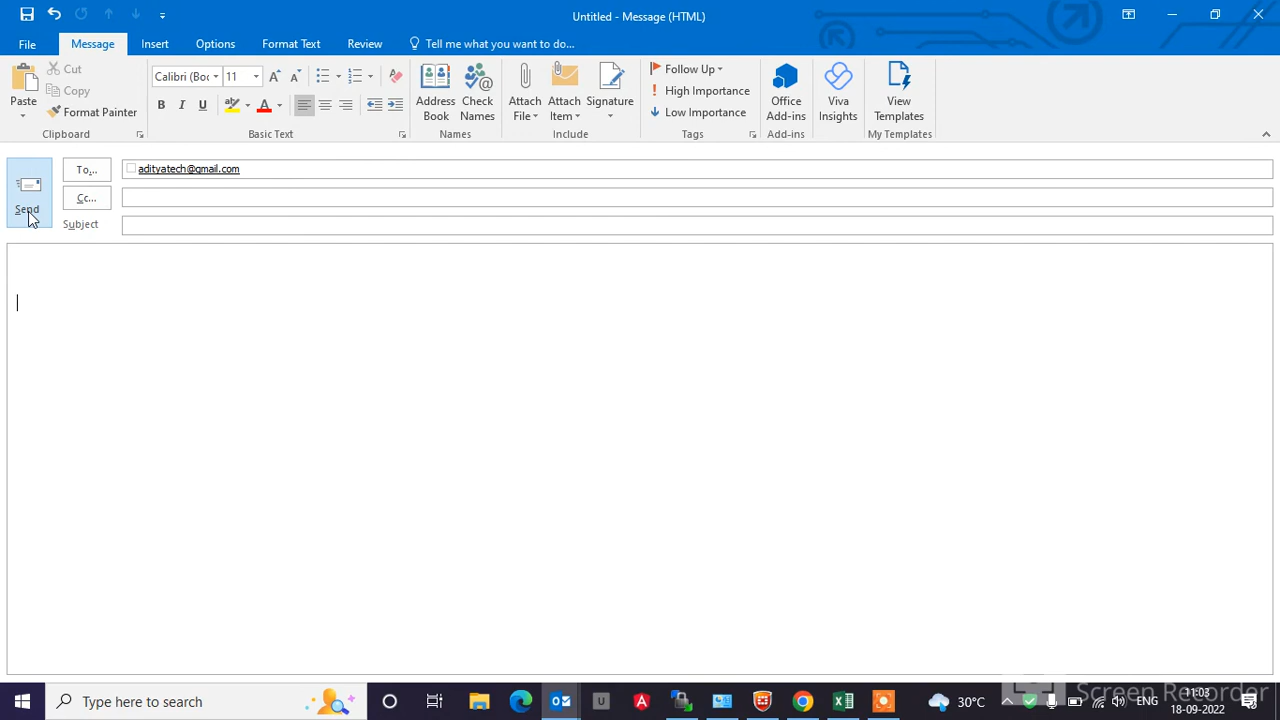 Untitled - Message (HTML)
File Message Insert Options Format Text Review Tell me what you want to do...
Paste
Cut
Copy
Format Painter
Clipboard
Calibri (Boc 11
B I U A
Basic Text
Address Book
Check Names
Names
Attach File
Attach Item
Signature
Include
Follow Up
High Importance
Low Importance
Tags
Office Add-ins
Add-ins
Viva Insights
View Templates
My Templates
Send
To...
adityatech@gmail.com
Cc...
Subject
Type here to search
30°C
ENG
11:03
18-09-2022
Screen Recorder